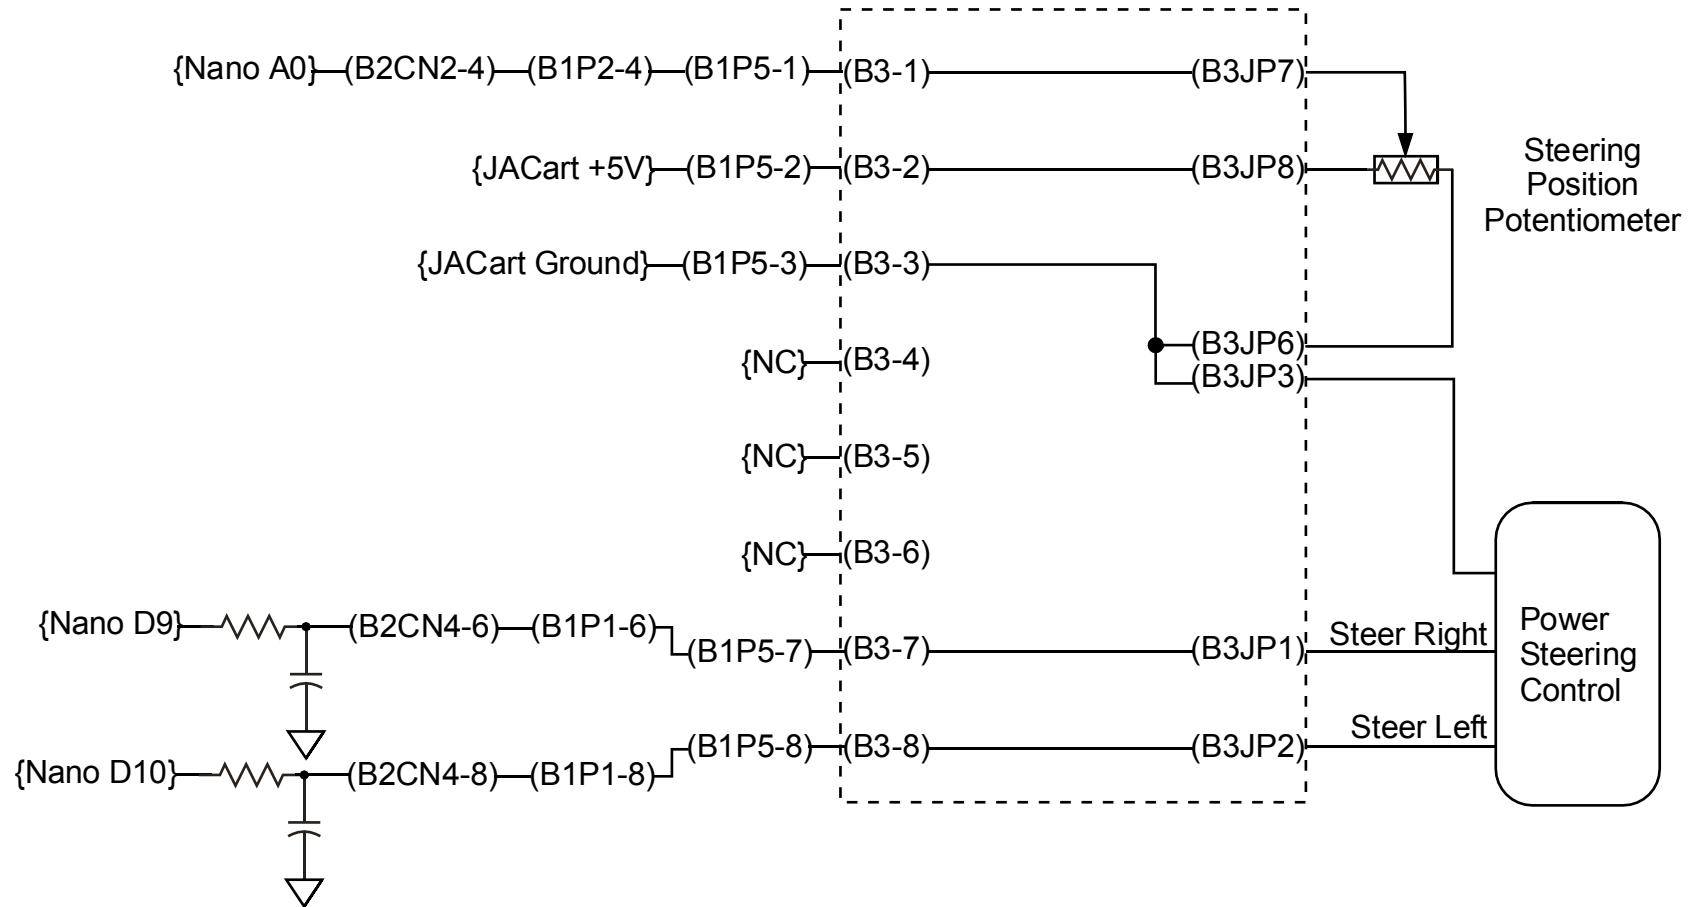 {Nano A0} (B2CN2-4) (B1P2-4) (B1P5-1) (B3-1) (B3JP7)
{JACart +5V} (B1P5-2) (B3-2) (B3JP8)
Steering
Position
Potentiometer
{JACart Ground} (B1P5-3) (B3-3)
(B3JP6)
{NC} (B3-4)
(B3JP3)
{NC} (B3-5)
{NC} (B3-6)
{Nano D9} (B2CN4-6) (B1P1-6)
(B1P5-7) (B3-7) (B3JP1) Steer Right
Power
Steering
Control
(B1P5-8) (B3-8) (B3JP2) Steer Left
{Nano D10} (B2CN4-8) (B1P1-8)